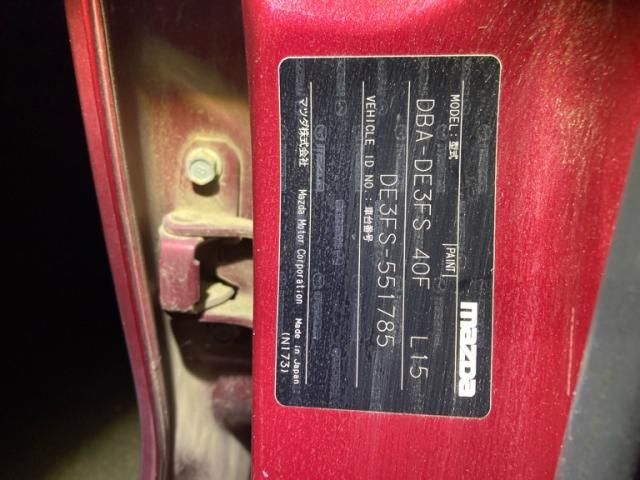 mazda
MODEL : 型式 PAINT
DBA-DE3FS 40F L15
VEHICLE ID NO.: 車台番号
DE3FS-551785
マツダ株式会社 Mazda Motor Corporation Made in Japan
(N173)